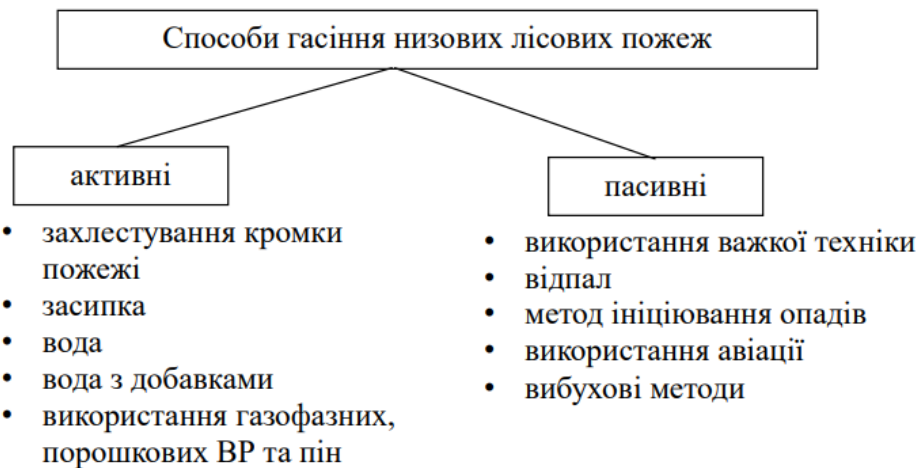 Способи гасіння низових лісових пожеж
активні
• захлестування кромки
пожежі
• засипка
• вода
• вода з добавками
• використання газофазних,
порошкових ВР та пін
пасивні
• використання важкої техніки
• відпал
• метод ініціювання опадів
• використання авіації
• вибухові методи